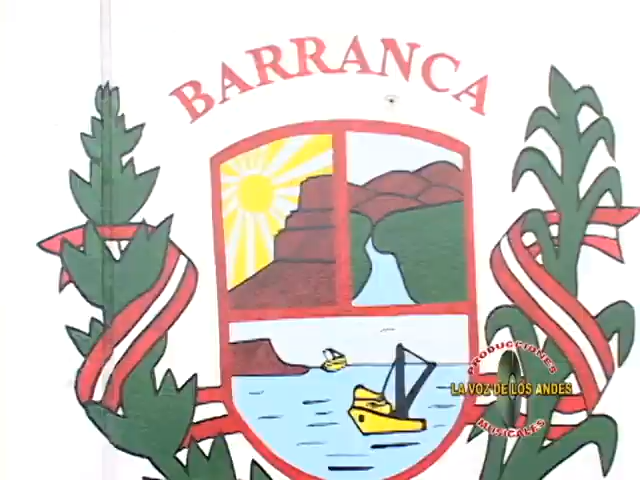 BARRANCA
PRODUCCIONES
LA VOZ DE LOS ANDES
MUSICALES